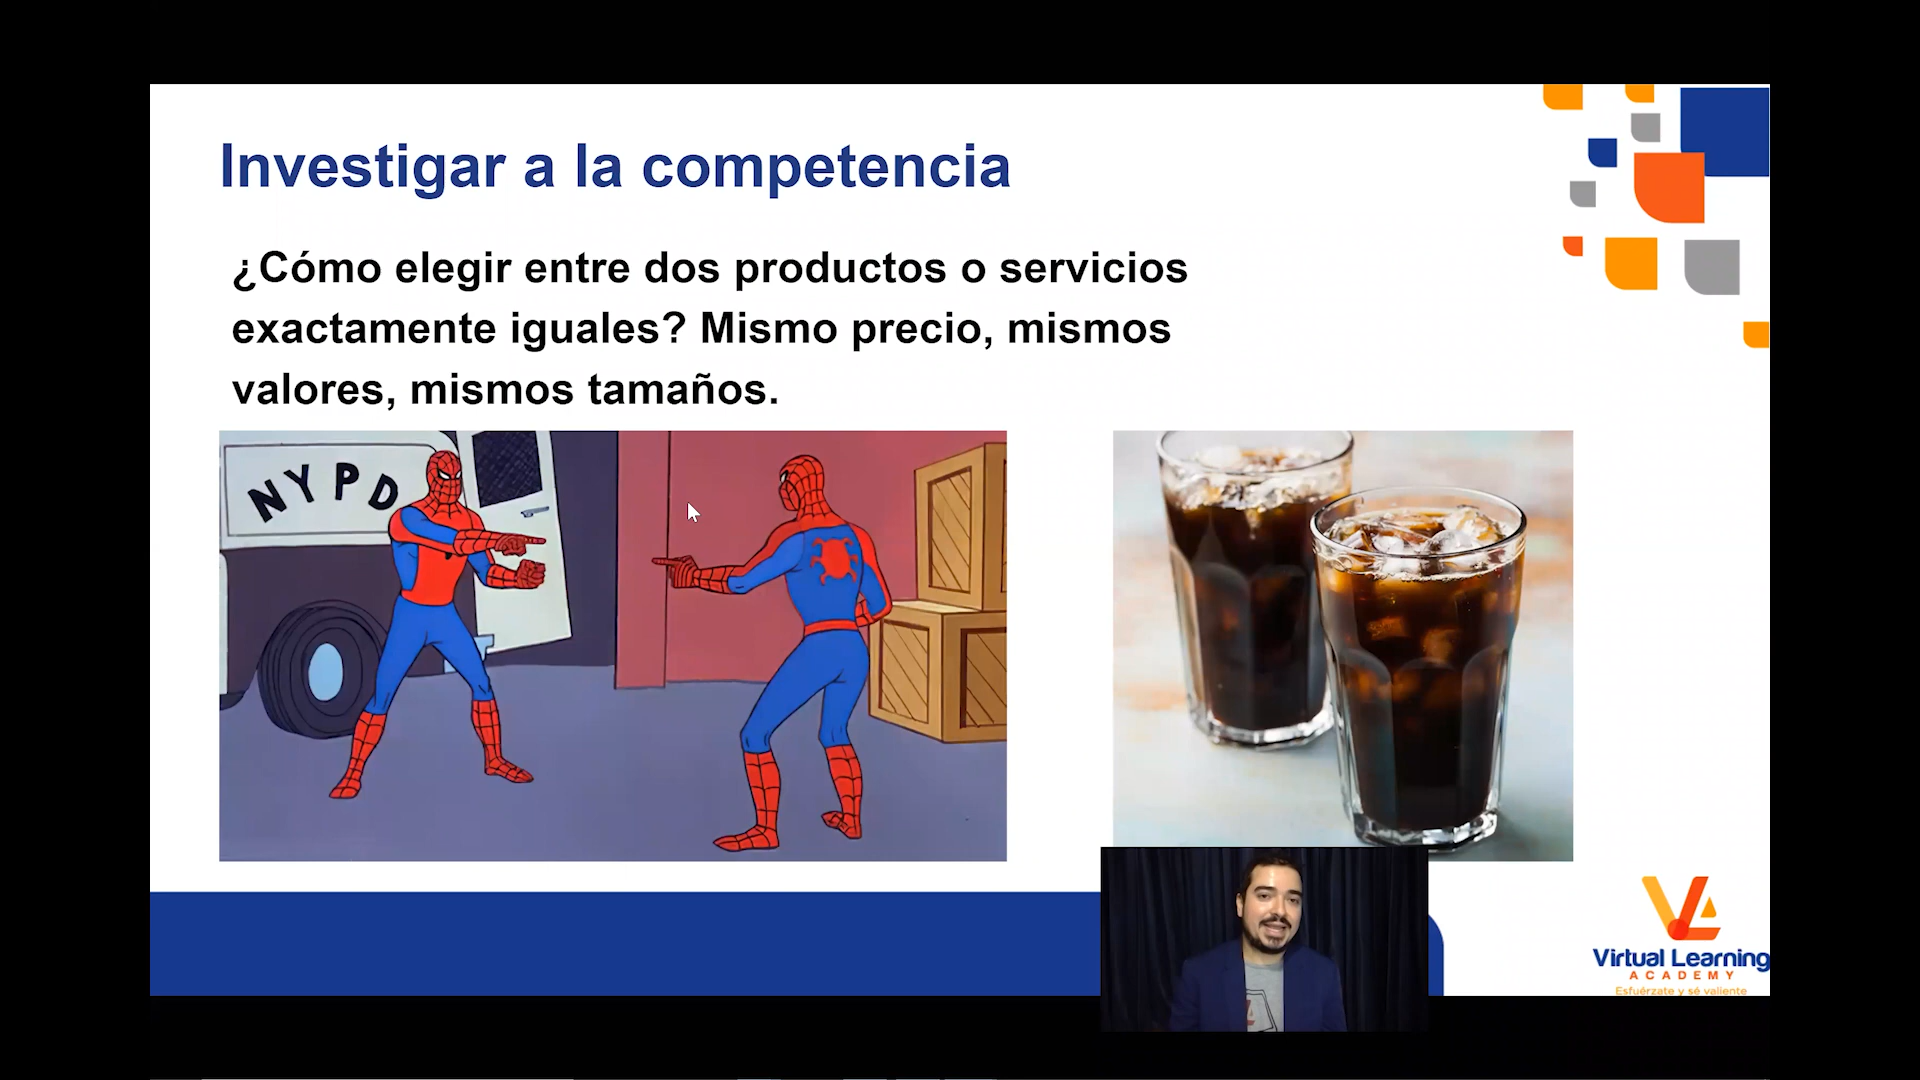 Investigar a la competencia
¿Cómo elegir entre dos productos o servicios
exactamente iguales? Mismo precio, mismos
valores, mismos tamaños.
NYPD
Virtual Learning
ACADEMY
Esfuérzate y sé valiente